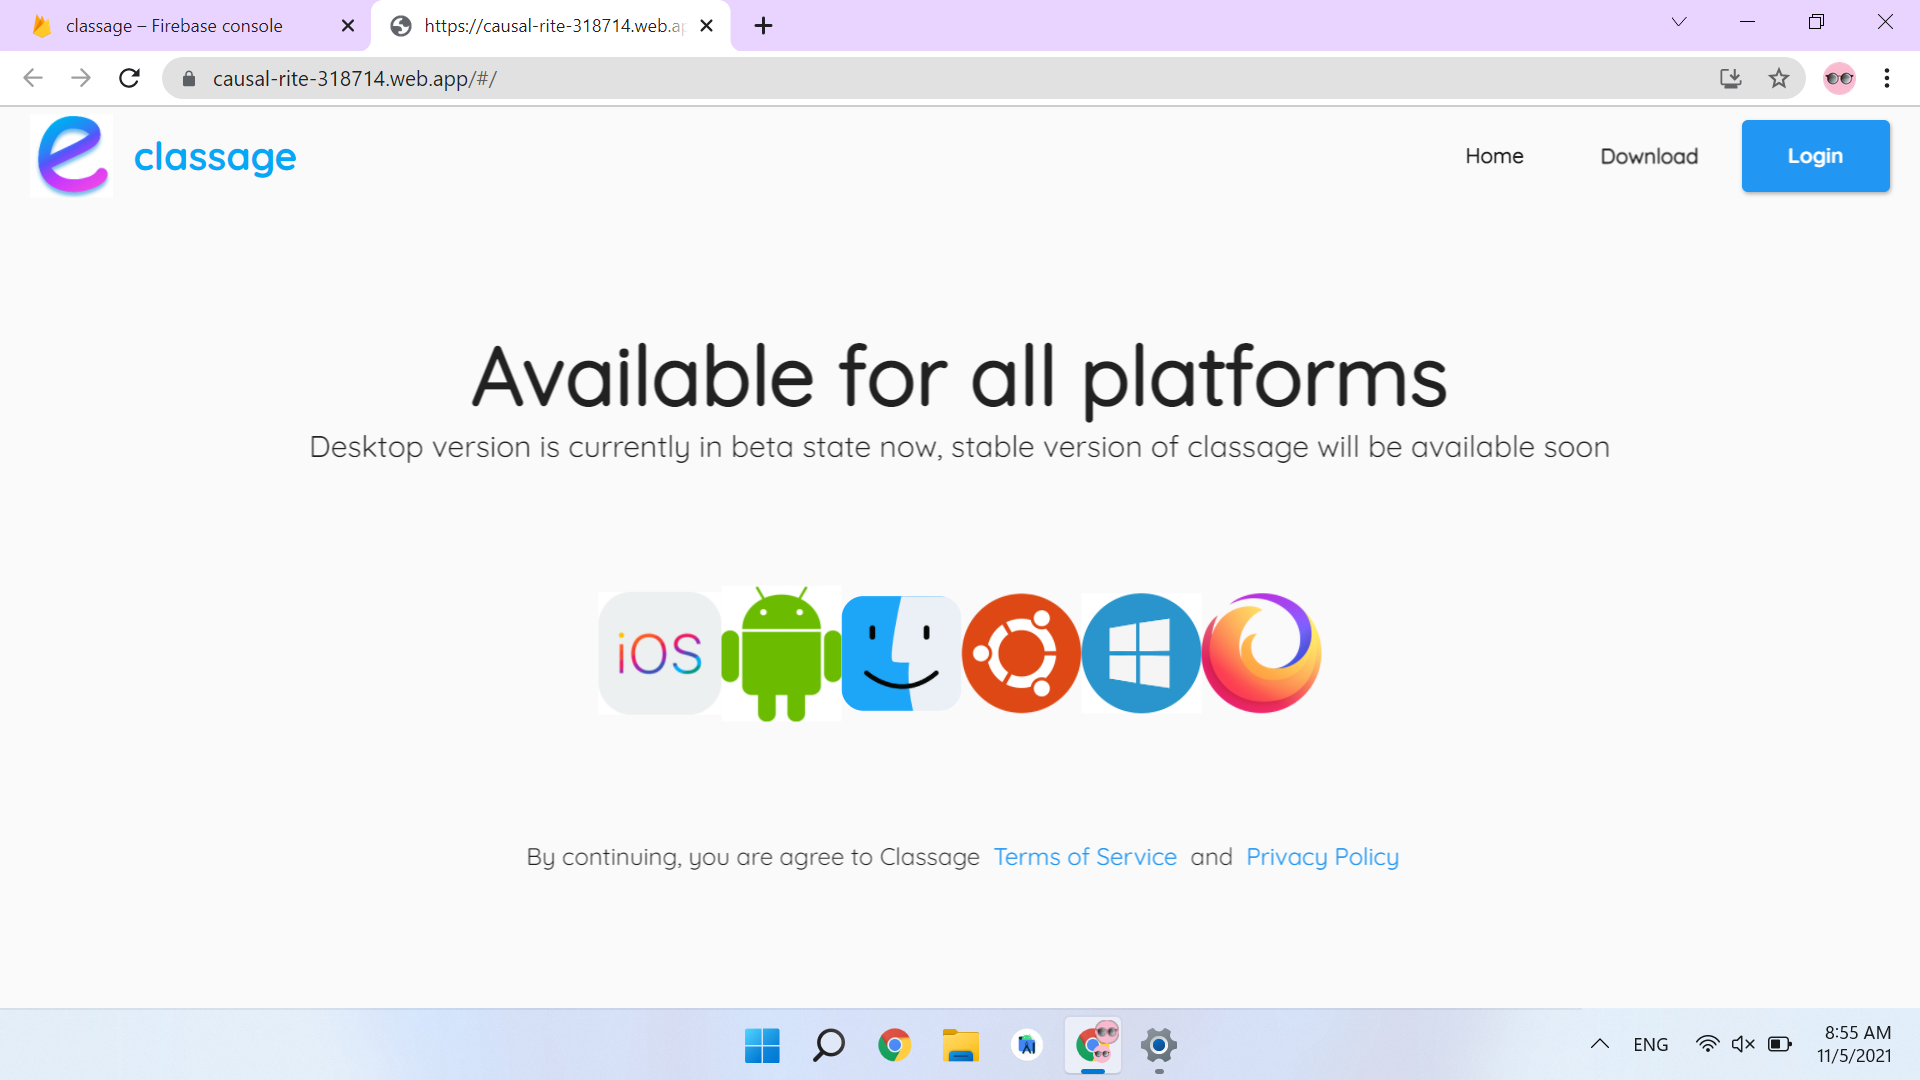 classage – Firebase console
https://causal-rite-318714.web.ap
causal-rite-318714.web.app/#/
classage
Home
Download
Login
Available for all platforms
Desktop version is currently in beta state now, stable version of classage will be available soon
iOS
By continuing, you are agree to Classage Terms of Service and Privacy Policy
ENG
8:55 AM
11/5/2021